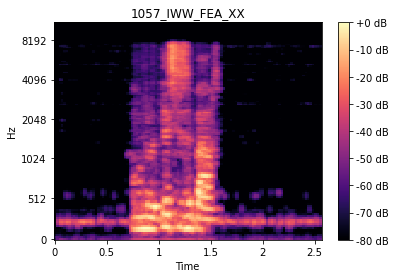 1057_IWW_FEA_XX
+0 dB
8192
-10 dB
4096
-20 dB
-30 dB
2048
Hz
-40 dB
1024
-50 dB
512
-60 dB
-70 dB
0
-80 dB
0 0.5 1 1.5 2 2.5
Time